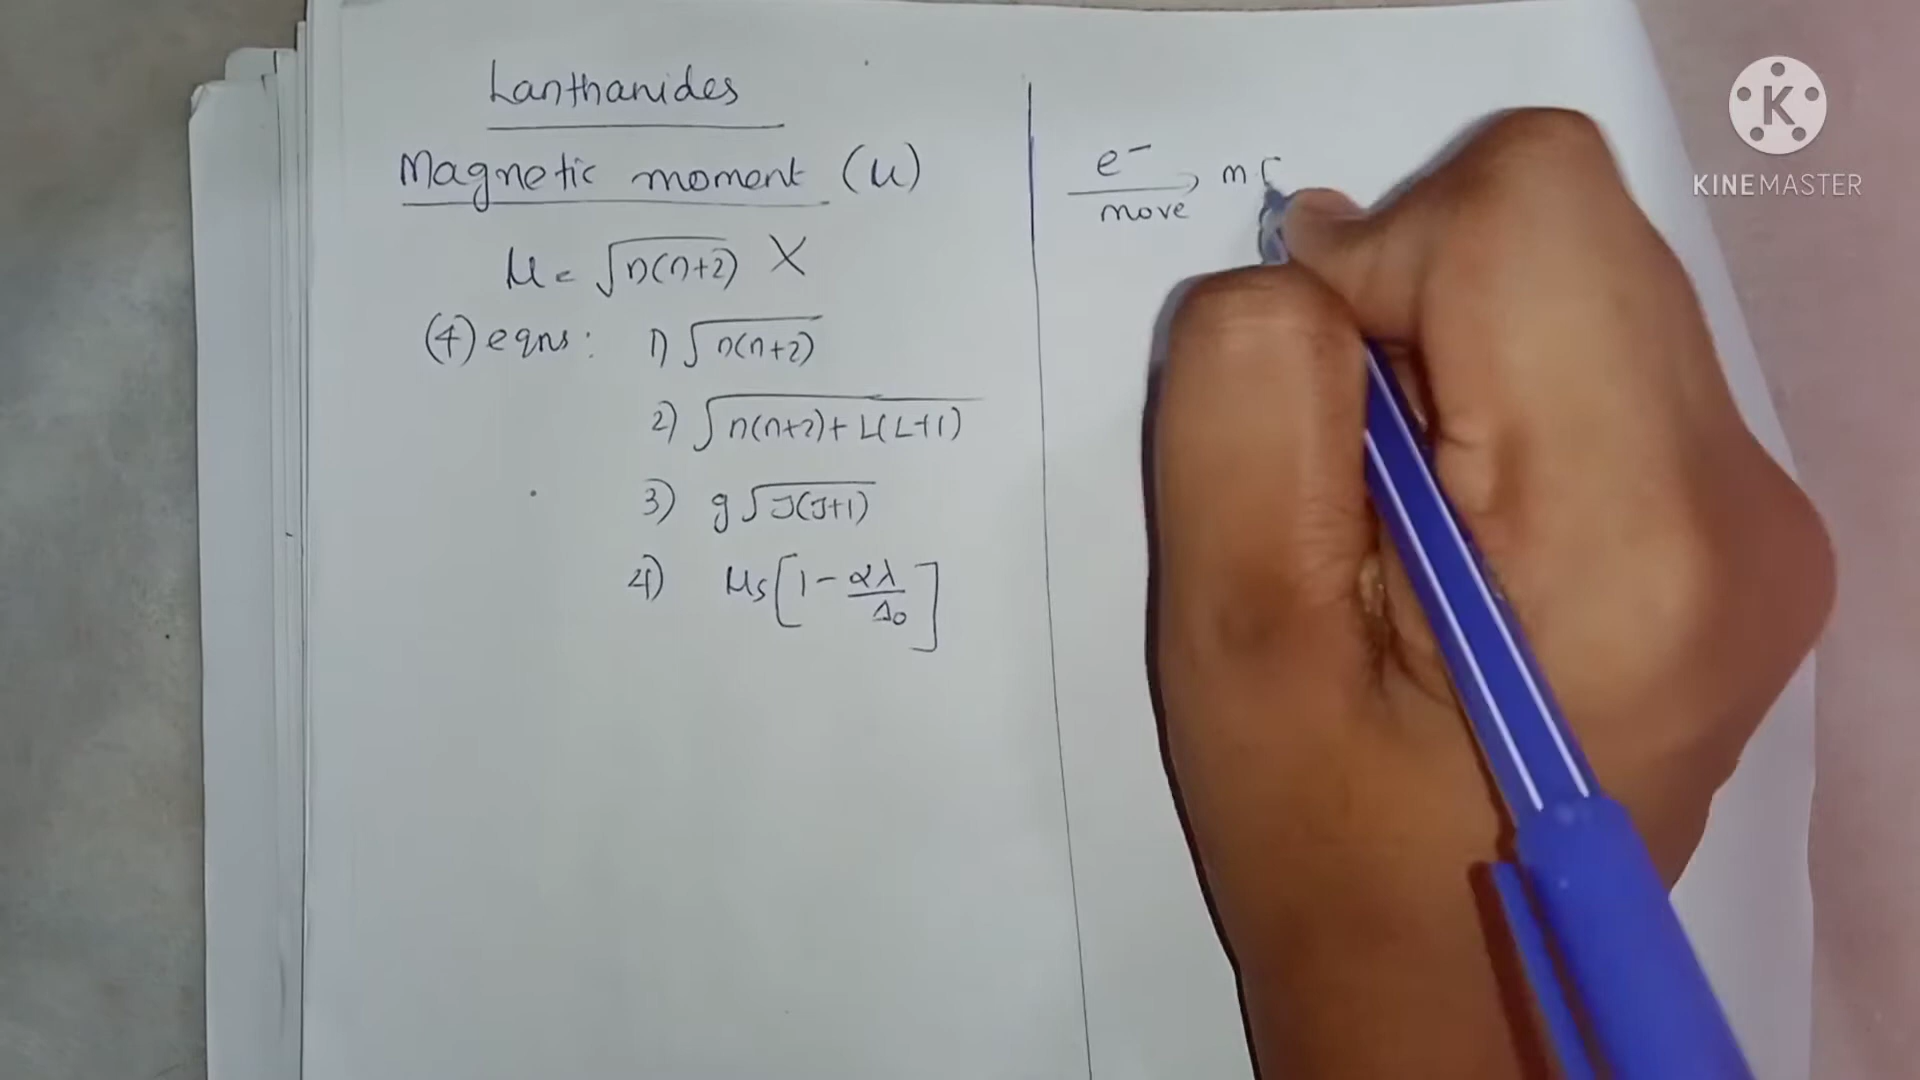 Lanthanides
Magnetic moment (μ)
μ = √n(n+2) X
(4) eqns : 1) √n(n+2)
2) √n(n+2)+L(L+1)
3) g√J(J+1)
4) μs[1 - αλ/Δo]
e⁻
move
m
K
KINEMASTER